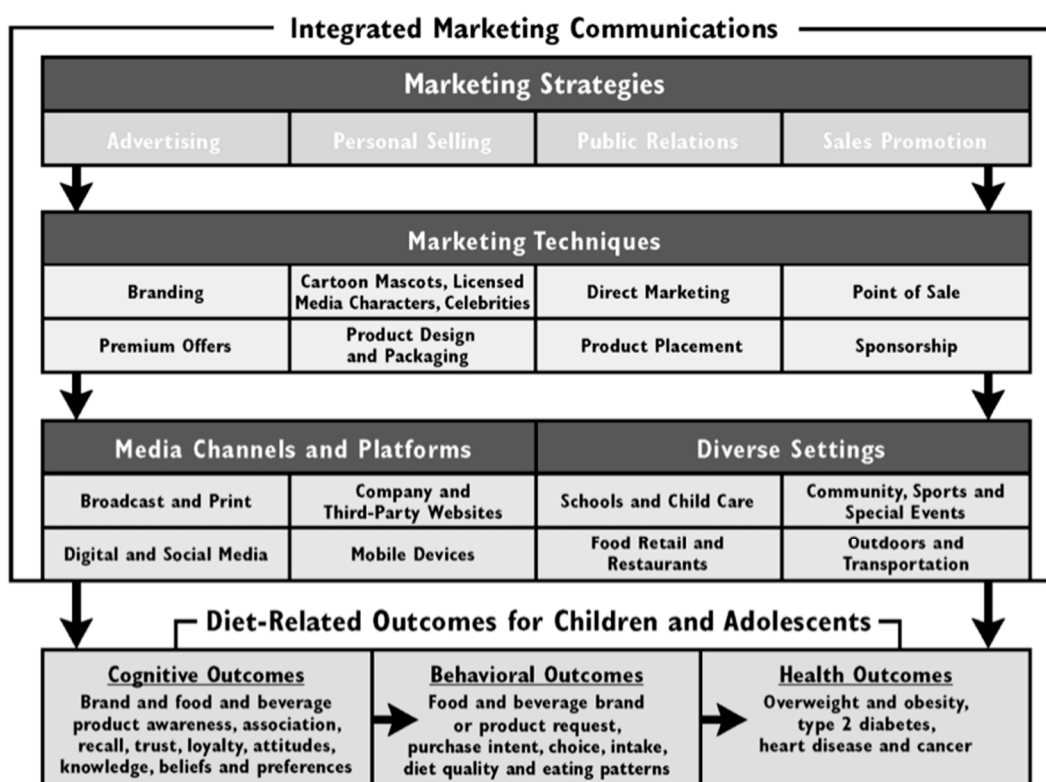 Integrated Marketing Communications
Marketing Strategies
Advertising
Personal Selling
Public Relations
Sales Promotion
Marketing Techniques
Branding
Cartoon Mascots, Licensed
Media Characters, Celebrities
Direct Marketing
Point of Sale
Premium Offers
Product Design
and Packaging
Product Placement
Sponsorship
Media Channels and Platforms
Diverse Settings
Broadcast and Print
Company and
Third-Party Websites
Schools and Child Care
Community, Sports and
Special Events
Digital and Social Media
Mobile Devices
Food Retail and
Restaurants
Outdoors and
Transportation
Diet-Related Outcomes for Children and Adolescents
Cognitive Outcomes
Brand and food and beverage
product awareness, association,
recall, trust, loyalty, attitudes,
knowledge, beliefs and preferences
Behavioral Outcomes
Food and beverage brand
or product request,
purchase intent, choice, intake,
diet quality and eating patterns
Health Outcomes
Overweight and obesity,
type 2 diabetes,
heart disease and cancer